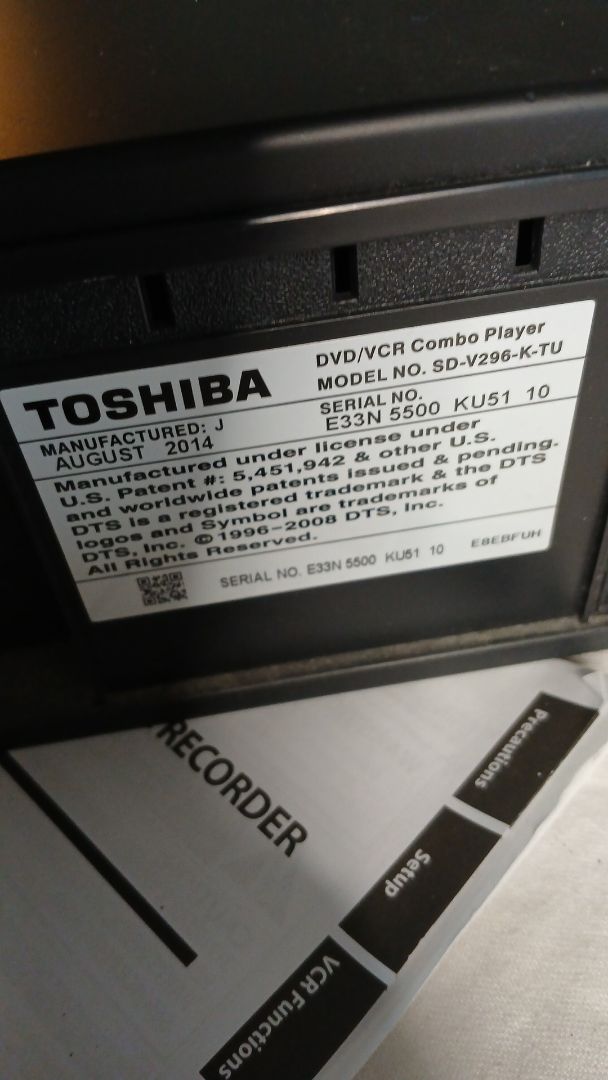 TOSHIBA
DVD/VCR Combo Player
MODEL NO. SD-V296-K-TU
MANUFACTURED: J
AUGUST 2014
SERIAL NO.
E33N 5500 KU51 10
Manufactured under license under
U.S. Patent #: 5,451,942 & other U.S.
and worldwide patents issued & pending.
DTS is a registered trademark & the DTS
logos and Symbol are trademarks of
DTS, Inc. ©1996-2008 DTS, Inc.
All Rights Reserved.
SERIAL NO. E33N 5500 KU51 10
E8EBFUH
RECORDER
Precautions
Setup
VCR Functions